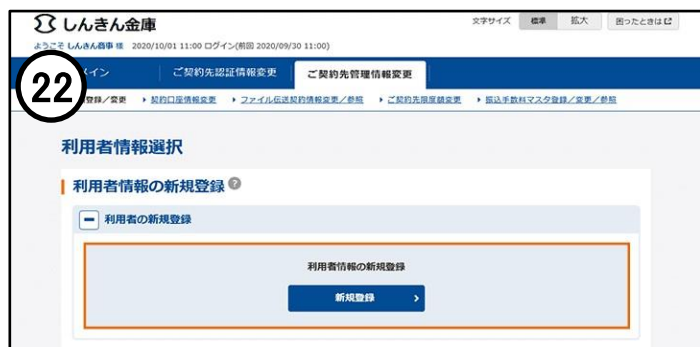 しんきん金庫
文字サイズ 標準 拡大 困ったときは
ようこそ しんきん商事 様 2020/10/01 11:00 ログイン(前回 2020/09/30 11:00)
22
メイン ご契約先認証情報変更 ご契約先管理情報変更
登録/変更 契約口座情報変更 ファイル伝送契約情報変更/参照 ご契約先限度額変更 振込手数料マスタ登録/変更/参照
利用者情報選択
利用者情報の新規登録 ?
利用者の新規登録
利用者情報の新規登録
新規登録